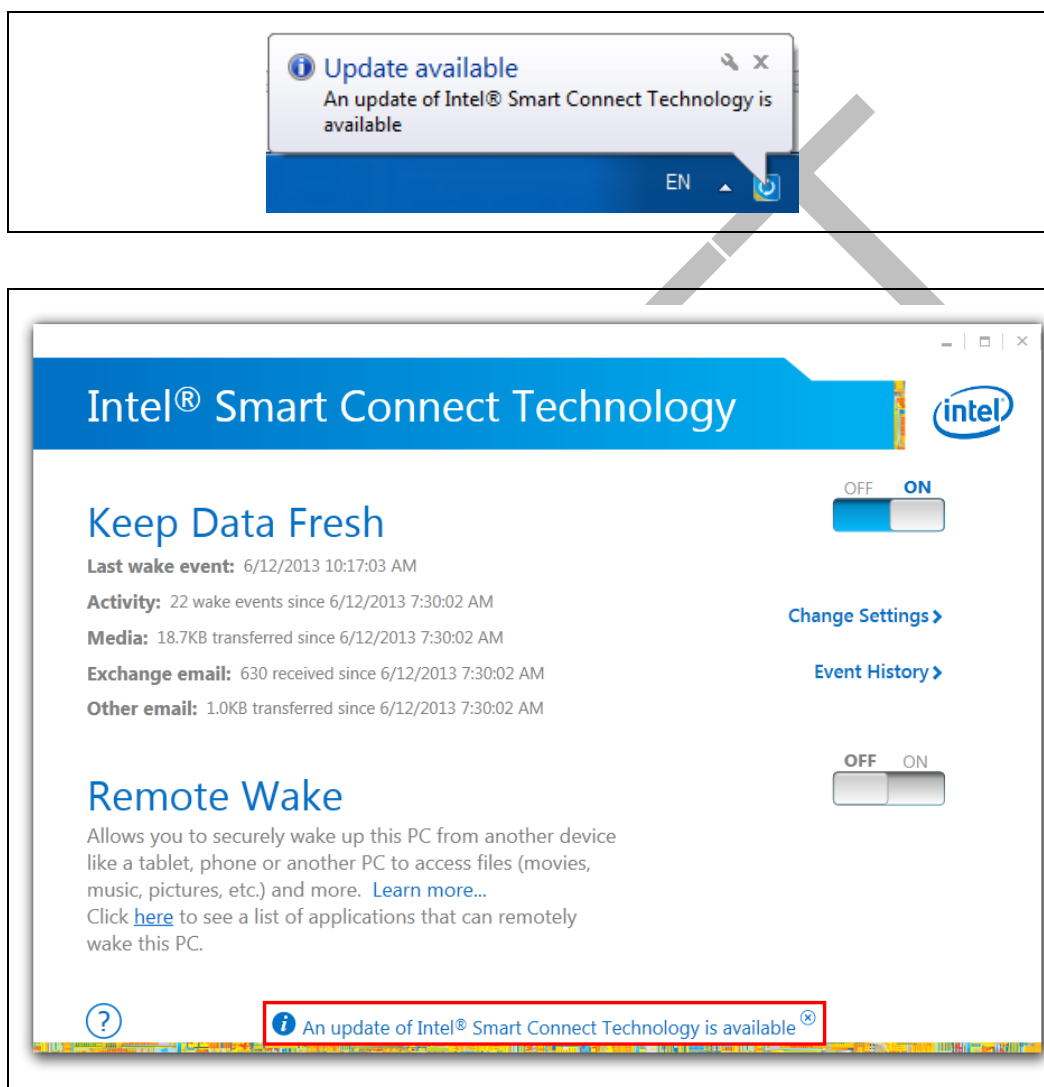 Update available
An update of Intel® Smart Connect Technology is
available
EN
Intel® Smart Connect Technology
intel
OFF ON
Keep Data Fresh
Last wake event: 6/12/2013 10:17:03 AM
Activity: 22 wake events since 6/12/2013 7:30:02 AM
Change Settings
Media: 18.7KB transferred since 6/12/2013 7:30:02 AM
Exchange email: 630 received since 6/12/2013 7:30:02 AM
Event History
Other email: 1.0KB transferred since 6/12/2013 7:30:02 AM
OFF ON
Remote Wake
Allows you to securely wake up this PC from another device
like a tablet, phone or another PC to access files (movies,
music, pictures, etc.) and more. Learn more...
Click here to see a list of applications that can remotely
wake this PC.
An update of Intel® Smart Connect Technology is available